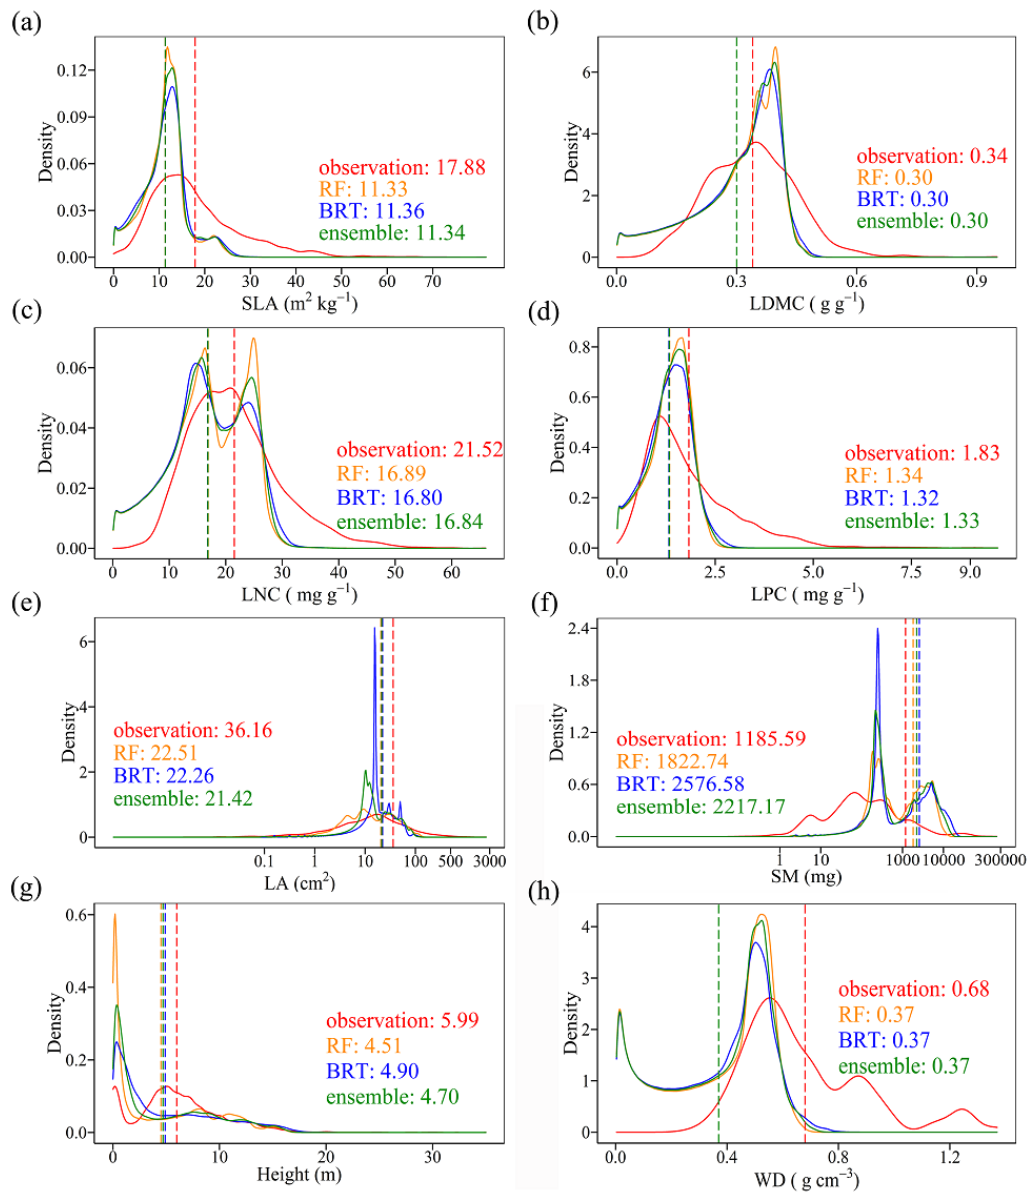 (a)
Density
0.12
0.09
0.06
0.03
0.00
observation: 17.88
RF: 11.33
BRT: 11.36
ensemble: 11.34
0 10 20 30 40 50 60 70
SLA (m² kg⁻¹)
(b)
Density
6
4
2
0
observation: 0.34
RF: 0.30
BRT: 0.30
ensemble: 0.30
0.0 0.3 0.6 0.9
LDMC ( g g⁻¹)
(c)
Density
0.06
0.04
0.02
0.00
observation: 21.52
RF: 16.89
BRT: 16.80
ensemble: 16.84
0 10 20 30 40 50 60
LNC ( mg g⁻¹)
(d)
Density
0.8
0.6
0.4
0.2
0.0
observation: 1.83
RF: 1.34
BRT: 1.32
ensemble: 1.33
0.0 2.5 5.0 7.5 9.0
LPC ( mg g⁻¹)
(e)
Density
6
4
2
0
observation: 36.16
RF: 22.51
BRT: 22.26
ensemble: 21.42
0.1 1 10 100 500 3000
LA (cm²)
(f)
Density
2.4
1.8
1.2
0.6
0.0
observation: 1185.59
RF: 1822.74
BRT: 2576.58
ensemble: 2217.17
1 10 1000 10000 300000
SM (mg)
(g)
Density
0.6
0.4
0.2
0.0
observation: 5.99
RF: 4.51
BRT: 4.90
ensemble: 4.70
0 10 20 30
Height (m)
(h)
Density
4
3
2
1
0
observation: 0.68
RF: 0.37
BRT: 0.37
ensemble: 0.37
0.0 0.4 0.8 1.2
WD ( g cm⁻³)